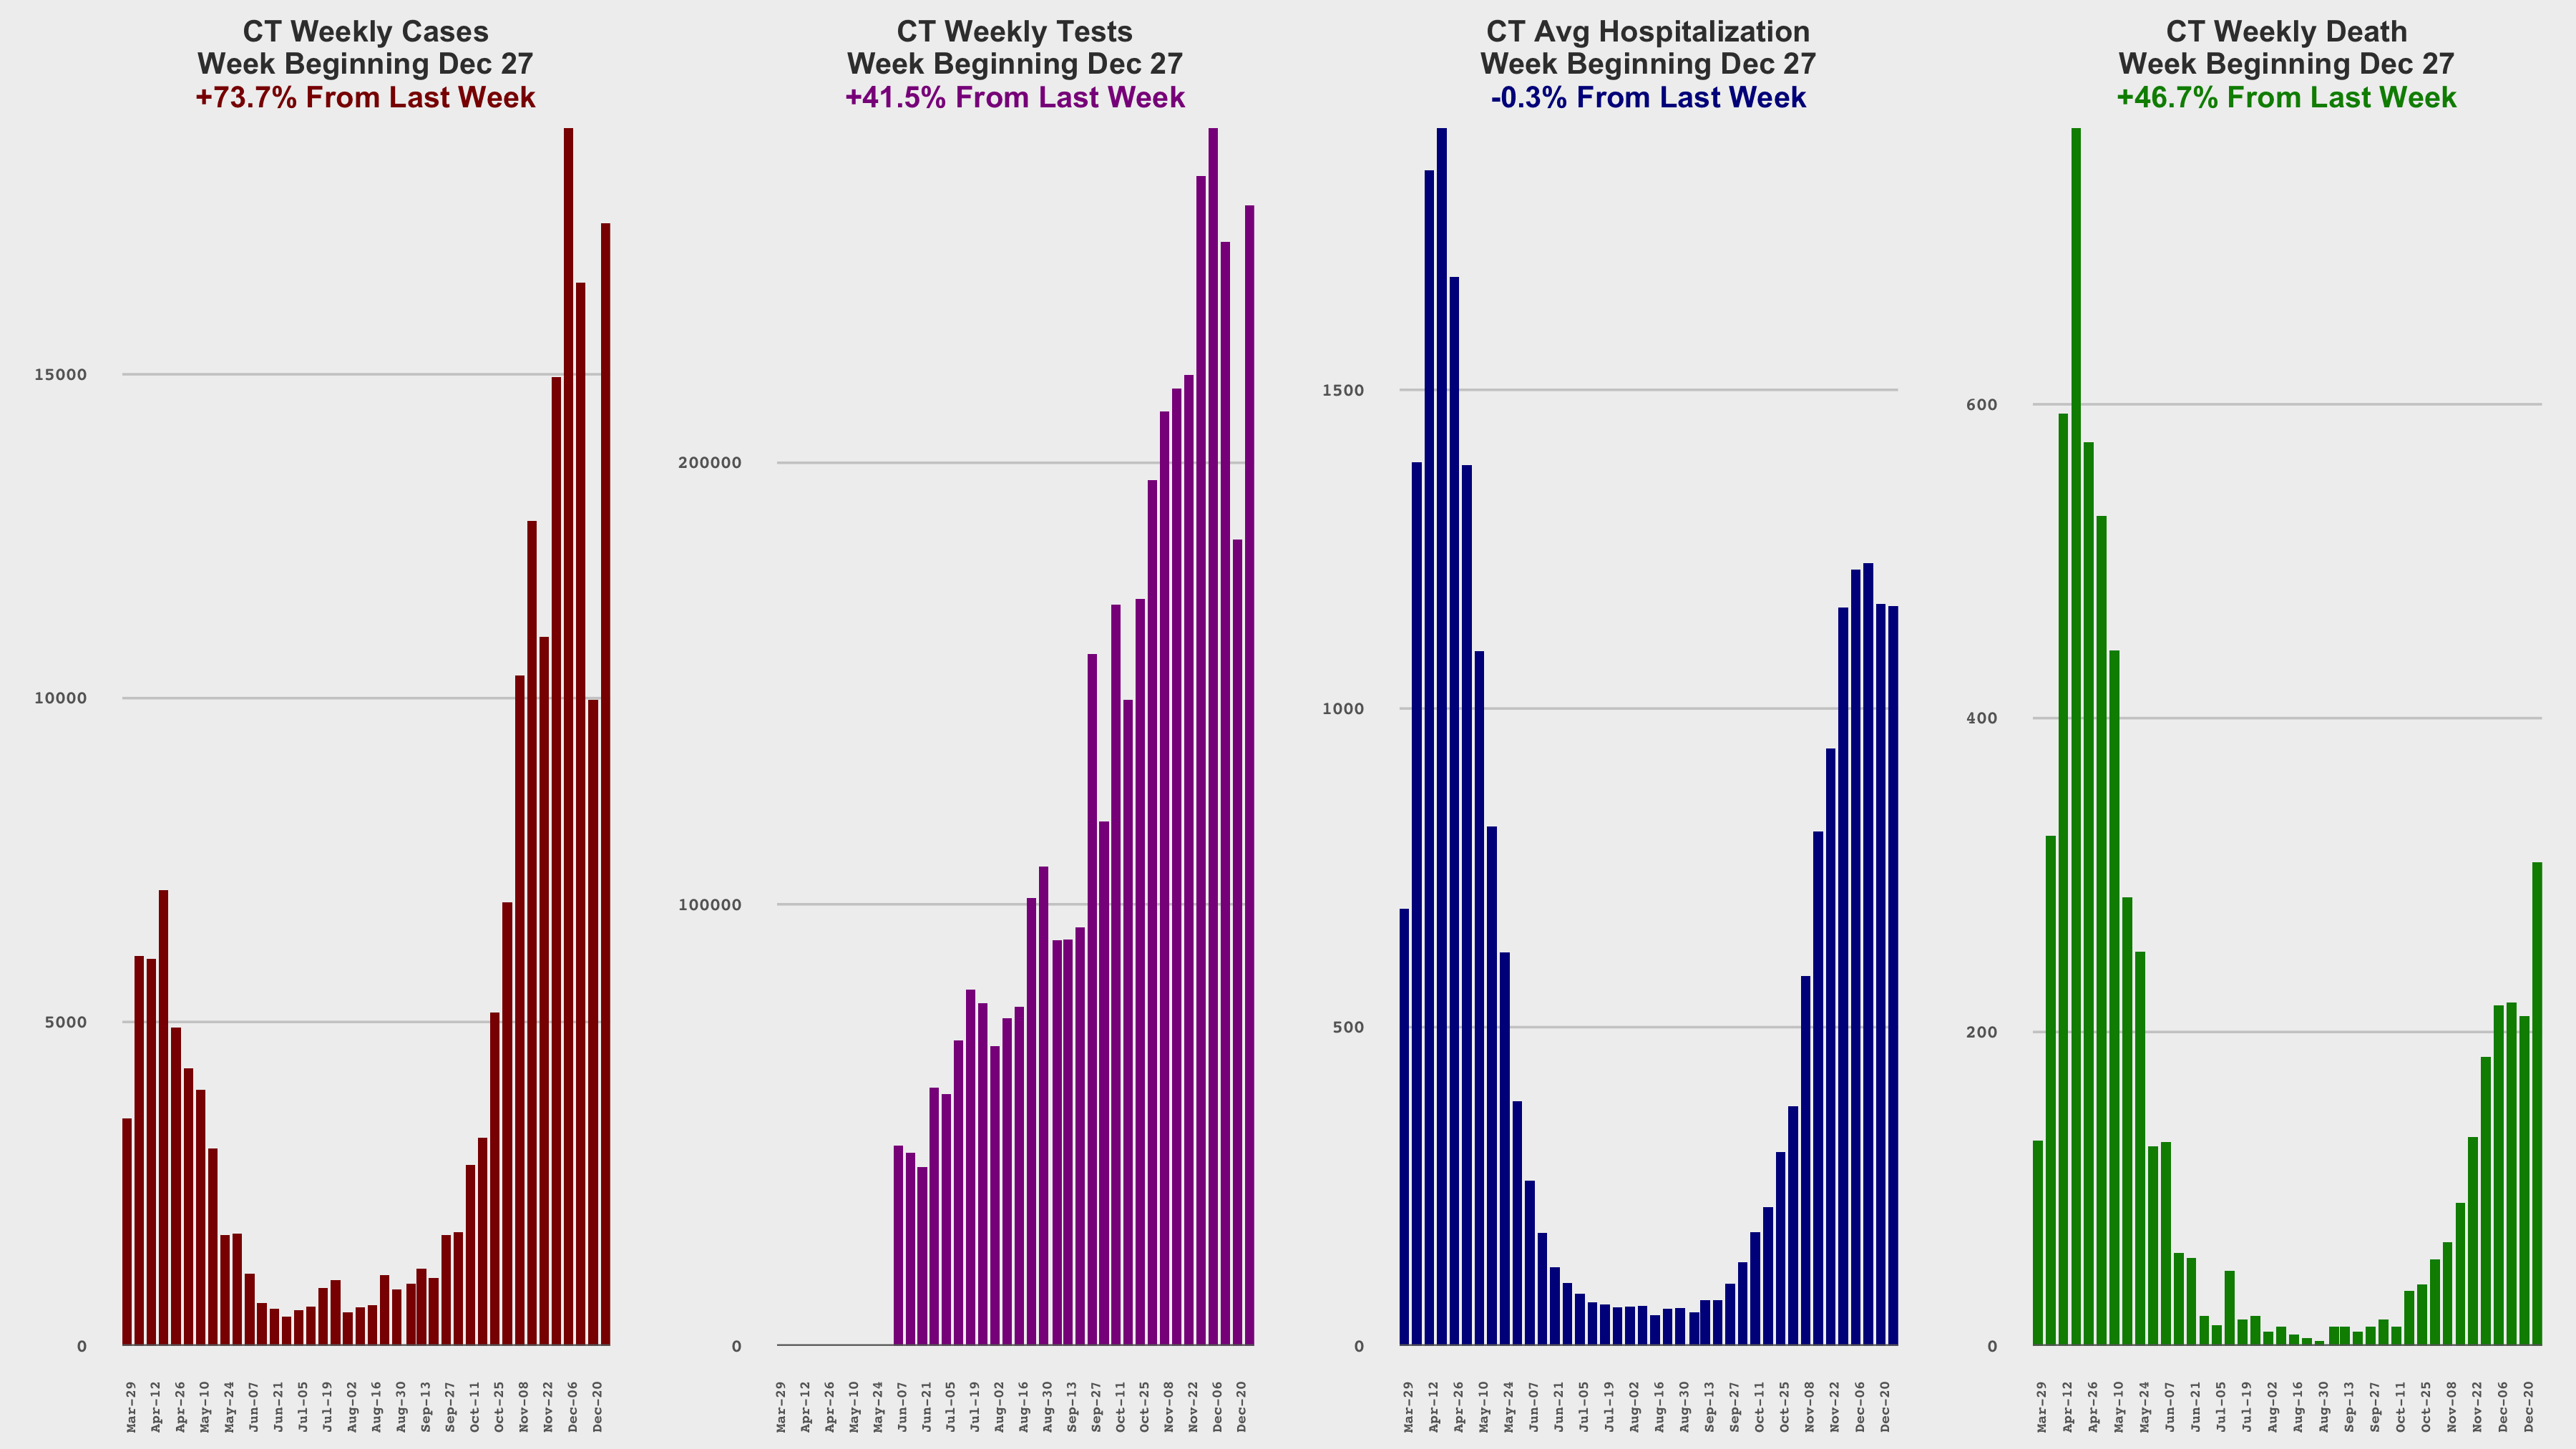 CT Weekly Cases
Week Beginning Dec 27
+73.7% From Last Week
15000
10000
5000
0
Mar-29
Apr-12
Apr-26
May-10
May-24
Jun-07
Jun-21
Jul-05
Jul-19
Aug-02
Aug-16
Aug-30
Sep-13
Sep-27
Oct-11
Oct-25
Nov-08
Nov-22
Dec-06
Dec-20
CT Weekly Tests
Week Beginning Dec 27
+41.5% From Last Week
200000
100000
0
Mar-29
Apr-12
Apr-26
May-10
May-24
Jun-07
Jun-21
Jul-05
Jul-19
Aug-02
Aug-16
Aug-30
Sep-13
Sep-27
Oct-11
Oct-25
Nov-08
Nov-22
Dec-06
Dec-20
CT Avg Hospitalization
Week Beginning Dec 27
-0.3% From Last Week
1500
1000
500
0
Mar-29
Apr-12
Apr-26
May-10
May-24
Jun-07
Jun-21
Jul-05
Jul-19
Aug-02
Aug-16
Aug-30
Sep-13
Sep-27
Oct-11
Oct-25
Nov-08
Nov-22
Dec-06
Dec-20
CT Weekly Death
Week Beginning Dec 27
+46.7% From Last Week
600
400
200
0
Mar-29
Apr-12
Apr-26
May-10
May-24
Jun-07
Jun-21
Jul-05
Jul-19
Aug-02
Aug-16
Aug-30
Sep-13
Sep-27
Oct-11
Oct-25
Nov-08
Nov-22
Dec-06
Dec-20